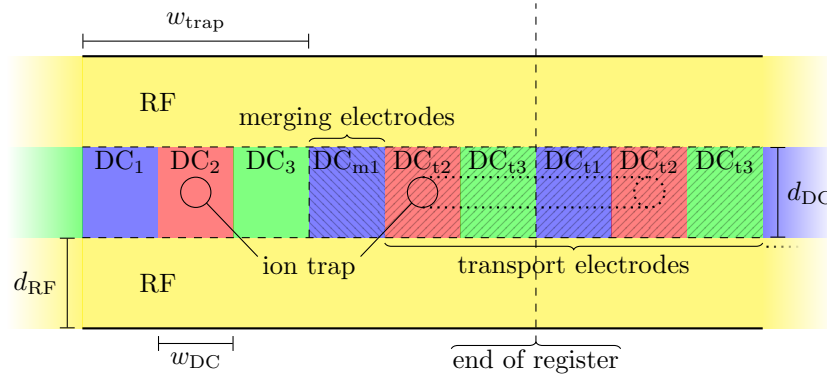 w_trap
RF
merging electrodes
DC_1 DC_2 DC_3 DC_m1 DC_t2 DC_t3 DC_t1 DC_t2 DC_t3
d_DC
ion trap
transport electrodes
d_RF
RF
w_DC
end of register